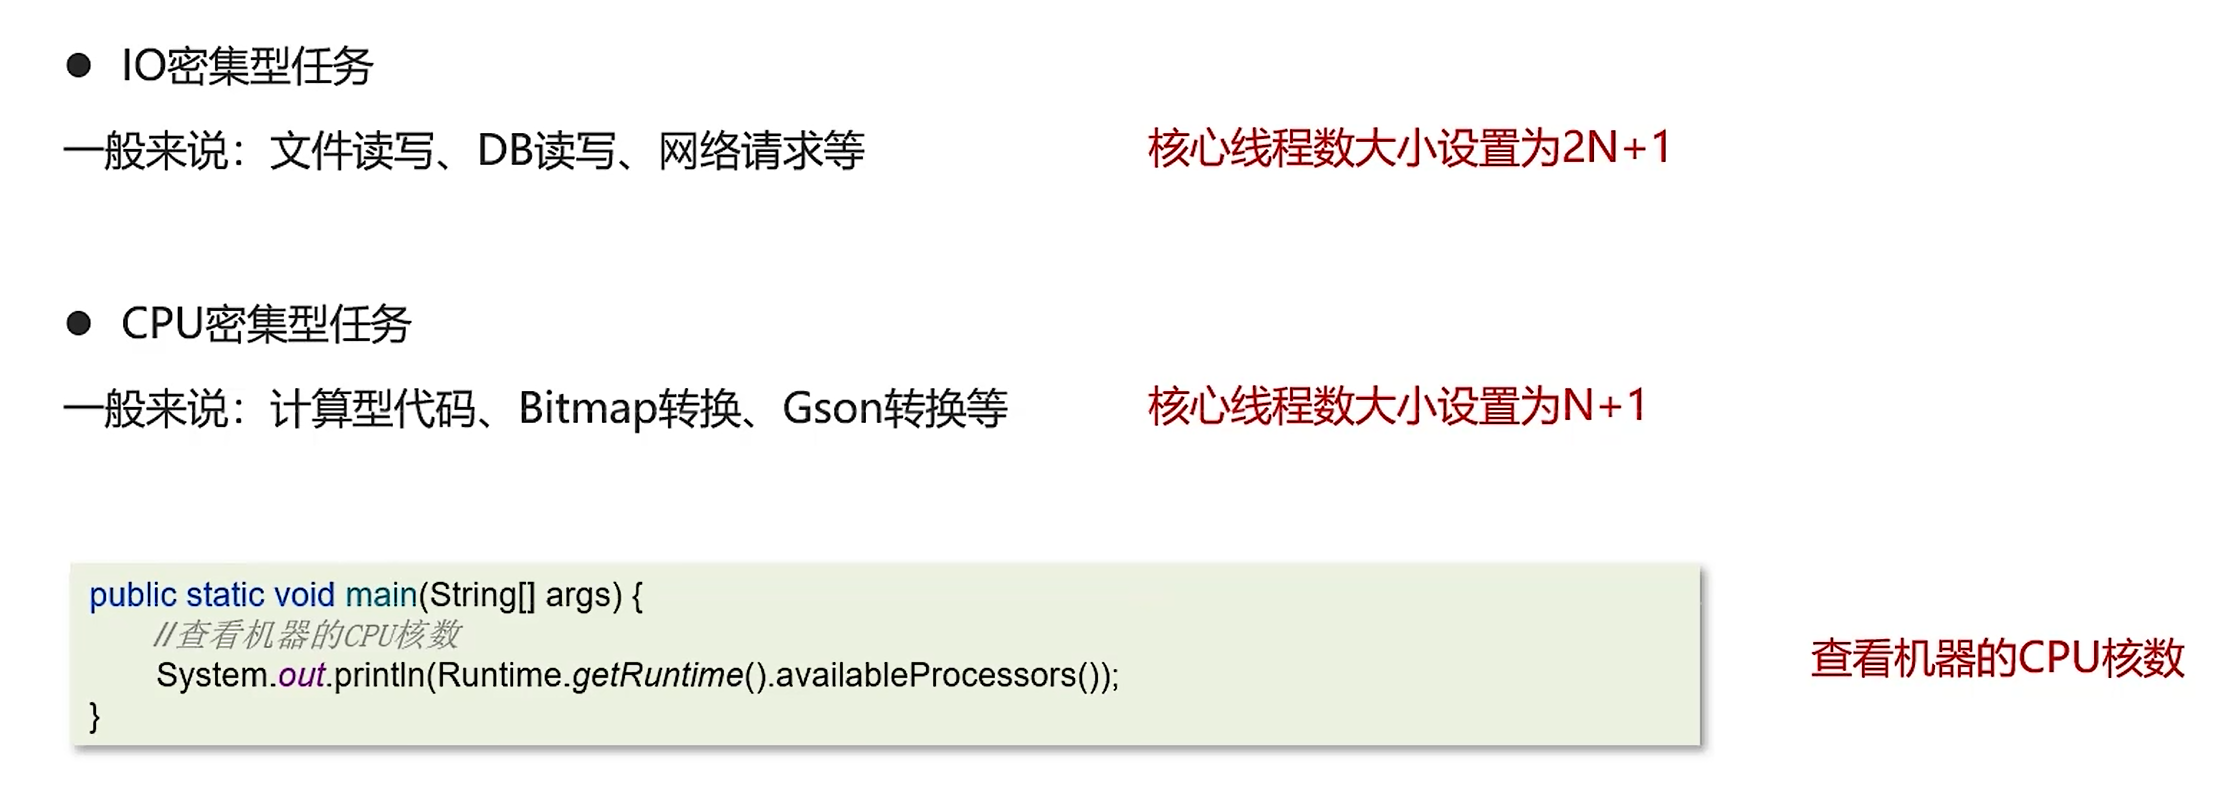 ● IO密集型任务
一般来说：文件读写、DB读写、网络请求等
核心线程数大小设置为2N+1
● CPU密集型任务
一般来说：计算型代码、Bitmap转换、Gson转换等
核心线程数大小设置为N+1
public static void main(String[] args) {
//查看机器的CPU核数
System.out.println(Runtime.getRuntime().availableProcessors());
}
查看机器的CPU核数